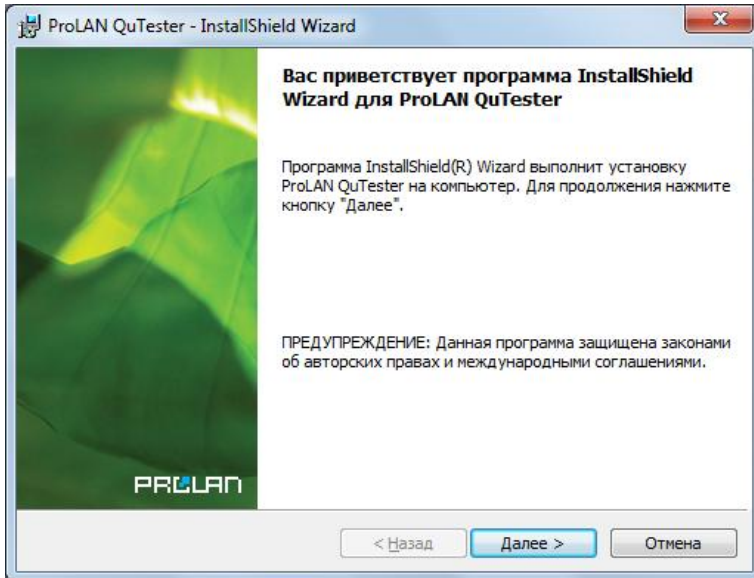 ProLAN QuTester - InstallShield Wizard
Вас приветствует программа InstallShield
Wizard для ProLAN QuTester
Программа InstallShield(R) Wizard выполнит установку
ProLAN QuTester на компьютер. Для продолжения нажмите
кнопку "Далее".
ПРЕДУПРЕЖДЕНИЕ: Данная программа защищена законами
об авторских правах и международными соглашениями.
PROLAN
< Назад
Далее >
Отмена